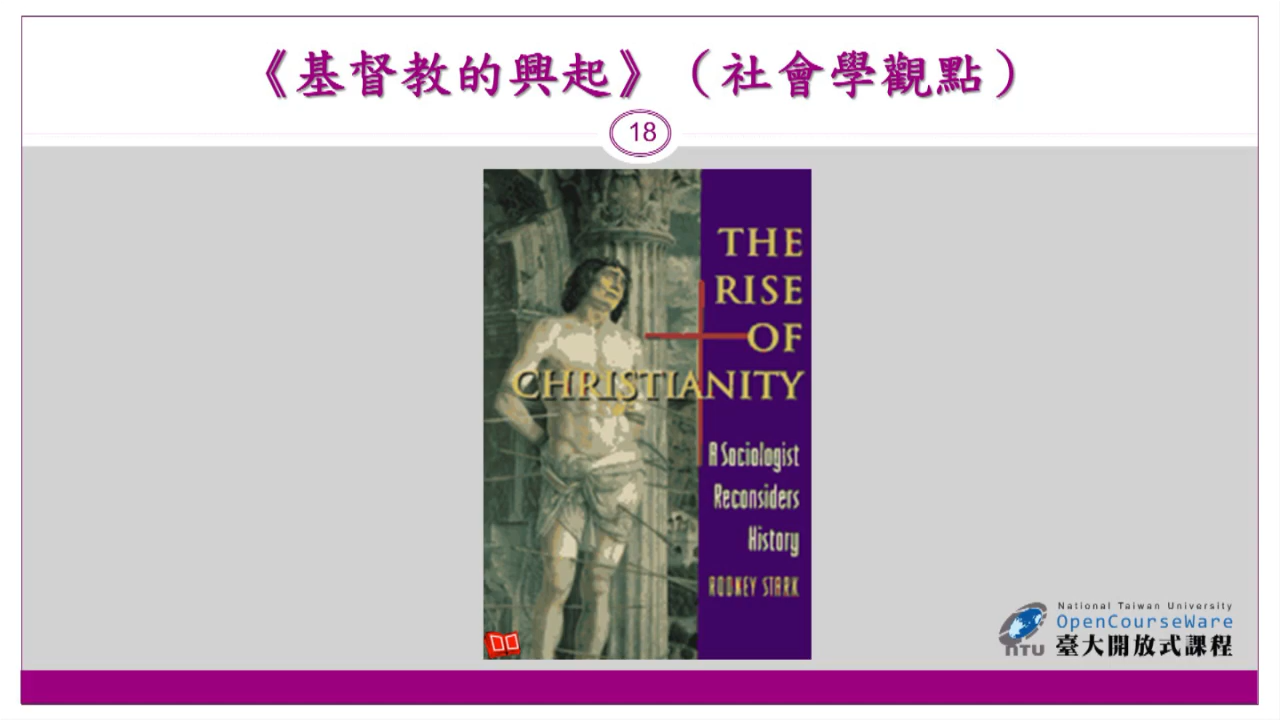 《基督教的興起》（社會學觀點）
18
THE
RISE
OF
CHRISTIANITY
A Sociologist
Reconsiders
History
RODNEY STARK
National Taiwan University
OpenCourseWare
NTU 臺大開放式課程